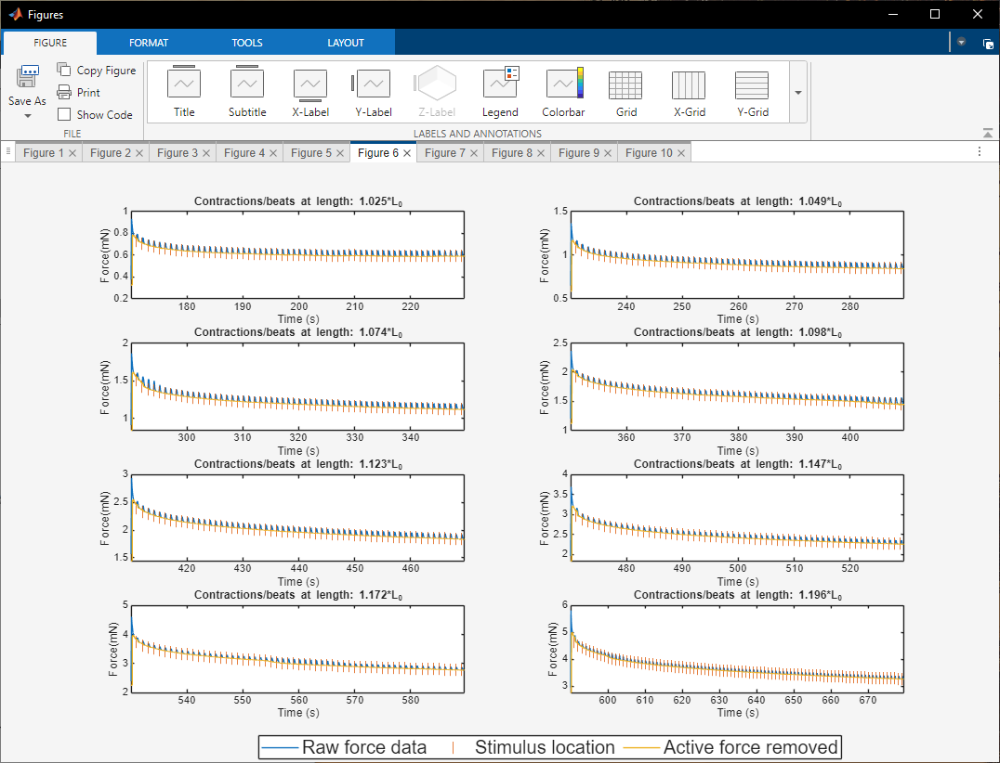 Figures
FIGURE FORMAT TOOLS LAYOUT
Save As
Copy Figure
Print
Show Code
Title Subtitle X-Label Y-Label Z-Label Legend Colorbar Grid X-Grid Y-Grid
FILE LABELS AND ANNOTATIONS
Figure 1 Figure 2 Figure 3 Figure 4 Figure 5 Figure 6 Figure 7 Figure 8 Figure 9 Figure 10
Contractions/beats at length: 1.025*L0
1
0.8
0.6
0.4
0.2
Force(mN)
180 190 200 210 220
Time (s)
Contractions/beats at length: 1.049*L0
1.5
1
0.5
Force(mN)
240 250 260 270 280
Time (s)
Contractions/beats at length: 1.074*L0
2
1.5
1
Force(mN)
300 310 320 330 340
Time (s)
Contractions/beats at length: 1.098*L0
2.5
2
1.5
1
Force(mN)
360 370 380 390 400
Time (s)
Contractions/beats at length: 1.123*L0
3
2.5
2
1.5
Force(mN)
420 430 440 450 460
Time (s)
Contractions/beats at length: 1.147*L0
4
3.5
3
2.5
2
Force(mN)
480 490 500 510 520
Time (s)
Contractions/beats at length: 1.172*L0
5
4
3
2
Force(mN)
540 550 560 570 580
Time (s)
Contractions/beats at length: 1.196*L0
6
5
4
3
Force(mN)
600 610 620 630 640 650 660 670
Time (s)
Raw force data Stimulus location Active force removed